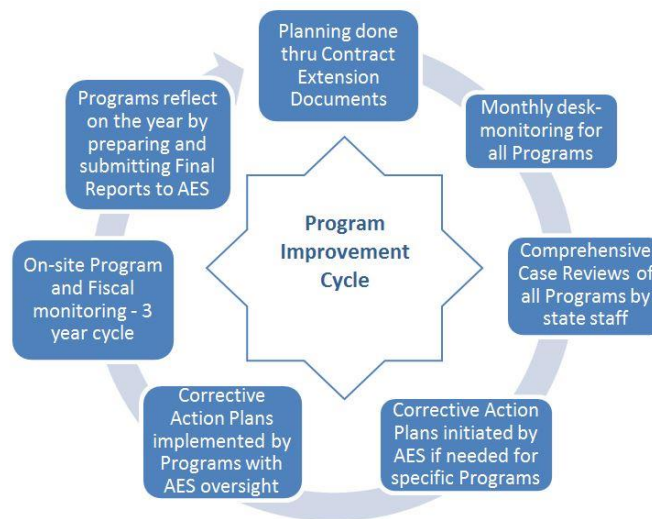 Planning done
thru Contract
Extension
Documents
Monthly desk-
monitoring for
all Programs
Comprehensive
Case Reviews of
all Programs by
state staff
Corrective Action
Plans initiated by
AES if needed for
specific Programs
Corrective
Action Plans
implemented by
Programs with
AES oversight
On-site Program
and Fiscal
monitoring - 3
year cycle
Programs reflect
on the year by
preparing and
submitting Final
Reports to AES
Program
Improvement
Cycle